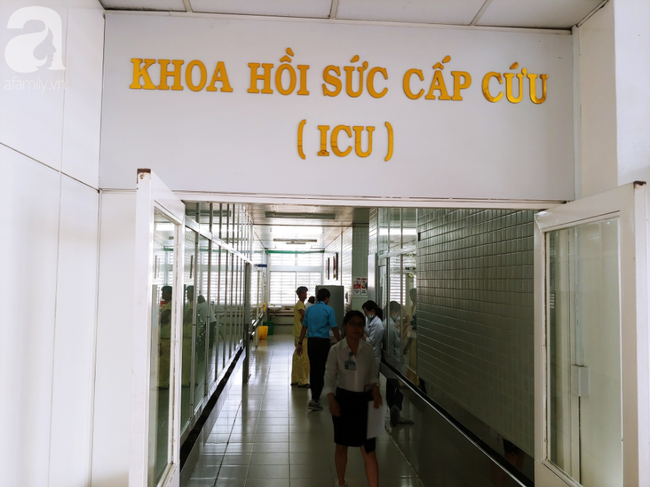 a
afamily.vn
KHOA HỒI SỨC CẤP CỨU
( ICU )